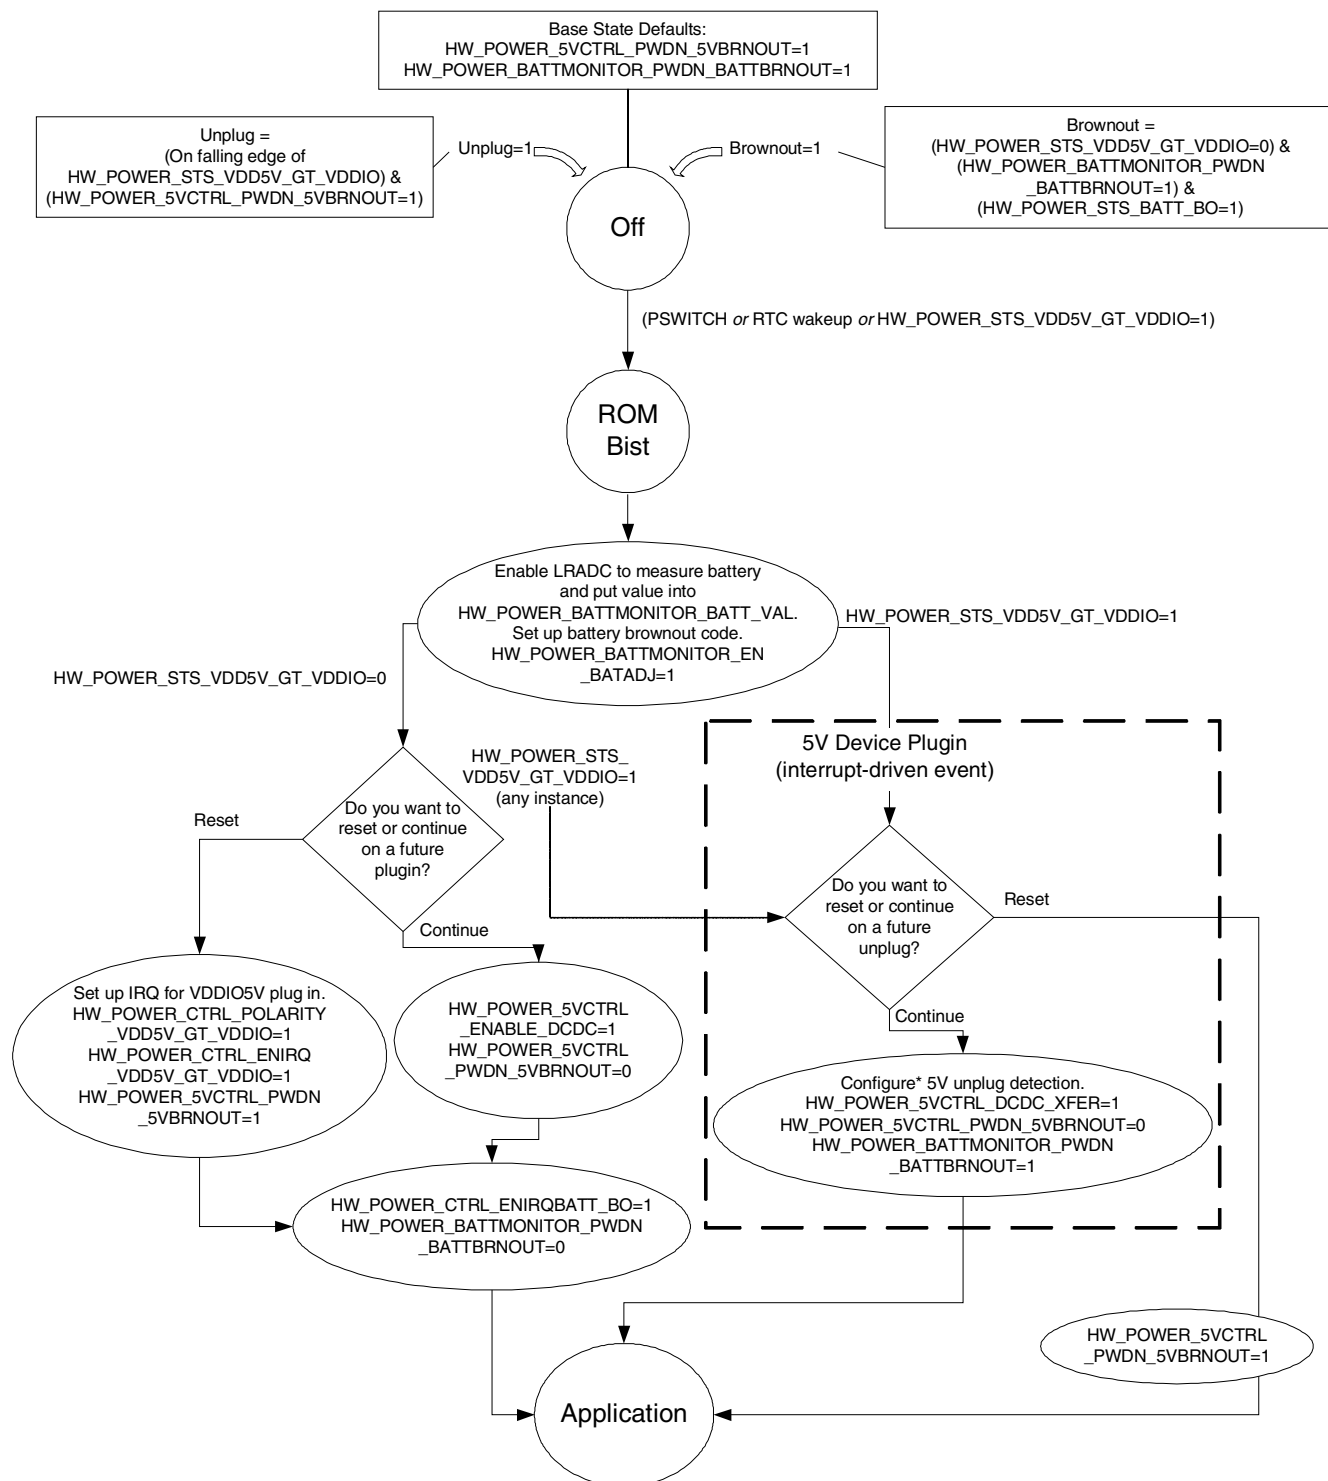 Base State Defaults:
HW_POWER_5VCTRL_PWDN_5VBRNOUT=1
HW_POWER_BATTMONITOR_PWDN_BATTBRNOUT=1
Unplug =
(On falling edge of
HW_POWER_STS_VDD5V_GT_VDDIO) &
(HW_POWER_5VCTRL_PWDN_5VBRNOUT=1)
Unplug=1
Brownout=1
Brownout =
(HW_POWER_STS_VDD5V_GT_VDDIO=0) &
(HW_POWER_BATTMONITOR_PWDN
_BATTBRNOUT=1) &
(HW_POWER_STS_BATT_BO=1)
Off
(PSWITCH or RTC wakeup or HW_POWER_STS_VDD5V_GT_VDDIO=1)
ROM
Bist
Enable LRADC to measure battery
and put value into
HW_POWER_BATTMONITOR_BATT_VAL.
Set up battery brownout code.
HW_POWER_BATTMONITOR_EN
_BATADJ=1
HW_POWER_STS_VDD5V_GT_VDDIO=1
HW_POWER_STS_VDD5V_GT_VDDIO=0
HW_POWER_STS_
VDD5V_GT_VDDIO=1
(any instance)
5V Device Plugin
(interrupt-driven event)
Do you want to
reset or continue
on a future
plugin?
Reset
Continue
Do you want to
reset or continue
on a future
unplug?
Reset
Continue
Set up IRQ for VDDIO5V plug in.
HW_POWER_CTRL_POLARITY
_VDD5V_GT_VDDIO=1
HW_POWER_CTRL_ENIRQ
_VDD5V_GT_VDDIO=1
HW_POWER_5VCTRL_PWDN
_5VBRNOUT=1
HW_POWER_5VCTRL
_ENABLE_DCDC=1
HW_POWER_5VCTRL
_PWDN_5VBRNOUT=0
Configure* 5V unplug detection.
HW_POWER_5VCTRL_DCDC_XFER=1
HW_POWER_5VCTRL_PWDN_5VBRNOUT=0
HW_POWER_BATTMONITOR_PWDN
_BATTBRNOUT=1
HW_POWER_CTRL_ENIRQBATT_BO=1
HW_POWER_BATTMONITOR_PWDN
_BATTBRNOUT=0
HW_POWER_5VCTRL
_PWDN_5VBRNOUT=1
Application